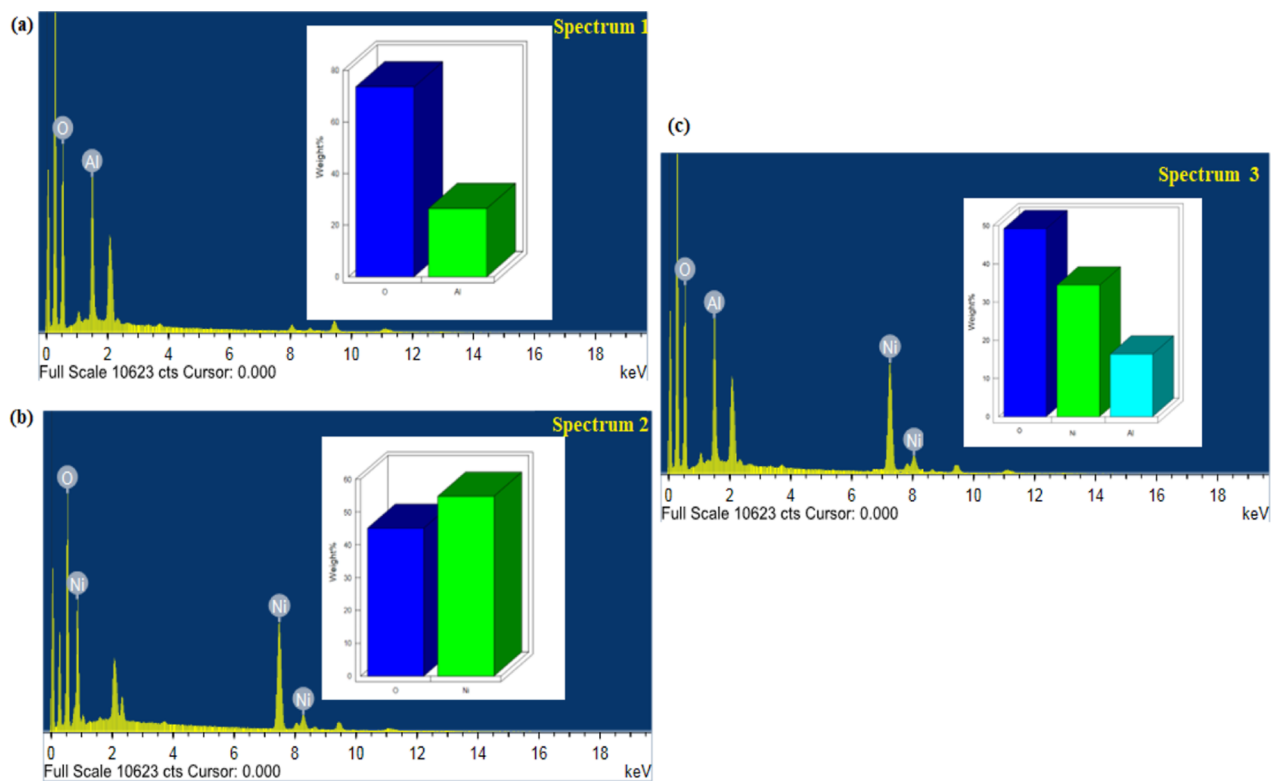 (a)
Spectrum 1
O
Al
80
60
40
20
0
Weight%
O Al
0 2 4 6 8 10 12 14 16 18
Full Scale 10623 cts Cursor: 0.000 keV
(b)
Spectrum 2
O
Ni
Ni
Ni
60
50
40
30
20
10
0
Weight%
O Ni
0 2 4 6 8 10 12 14 16 18
Full Scale 10623 cts Cursor: 0.000 keV
(c)
Spectrum 3
O
Al
Ni
Ni
50
40
30
20
10
0
Weight%
O Ni Al
0 2 4 6 8 10 12 14 16 18
Full Scale 10623 cts Cursor: 0.000 keV